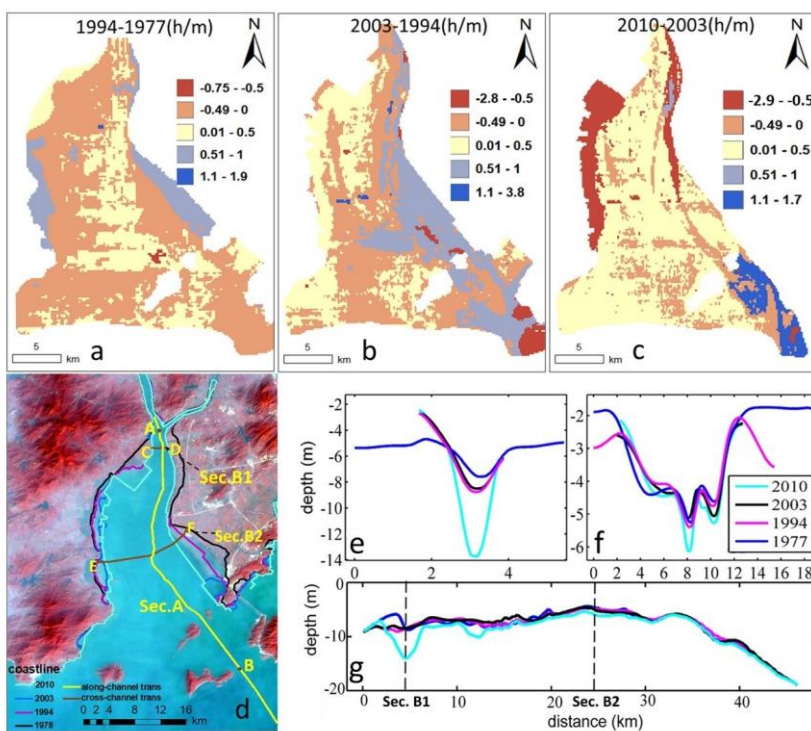 1994-1977(h/m)
N
-0.75 --0.5
-0.49 - 0
0.01 - 0.5
0.51 - 1
1.1 - 1.9
5
km
a
2003-1994(h/m)
N
-2.8 --0.5
-0.49 - 0
0.01 - 0.5
0.51 - 1
1.1 - 3.8
5
km
b
2010-2003(h/m)
N
-2.9 --0.5
-0.49 - 0
0.01 - 0.5
0.51 - 1
1.1 - 1.7
5
km
c
A
C
D
Sec.B1
F
Sec.B2
E
Sec.A
B
coastline
2010
2003
1994
1978
along-channel trans
cross-channel trans
0 2 4 8 12 16
km
d
depth (m)
-2
-4
-6
-8
-10
-12
-14
0 2 4
e
-1
-2
-3
-4
-5
-6
0 2 4 6 8 10 12 14 16 18
f
2010
2003
1994
1977
depth (m)
0
-10
-20
0 10 20 30 40
g
Sec. B1
Sec. B2
distance (km)